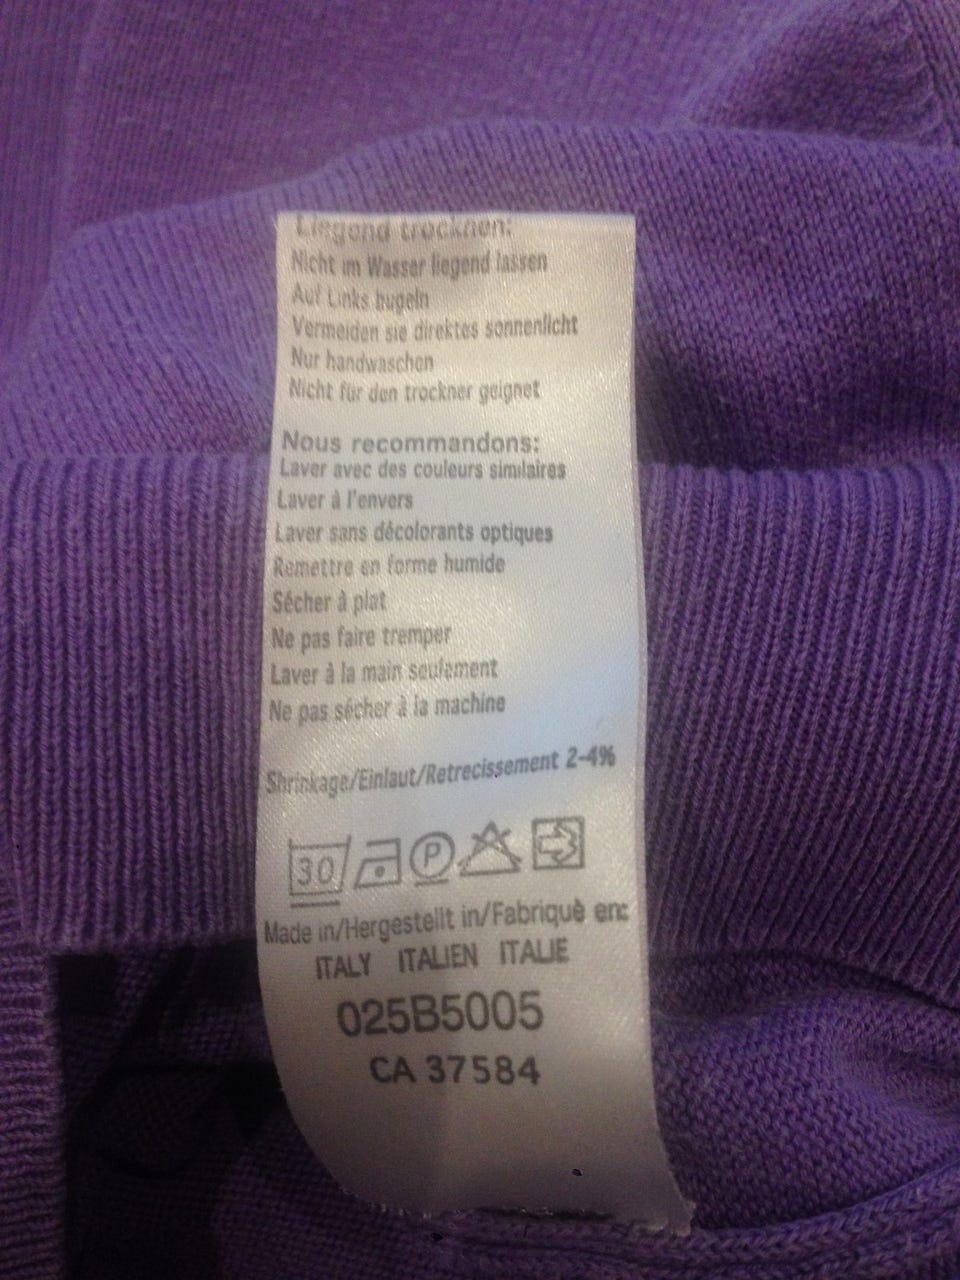 Liegend trocknen:
Nicht im Wasser liegend lassen
Auf Links bugeln
Vermeiden sie direktes sonnenlicht
Nur handwaschen
Nicht für den trockner geignet
Nous recommandons:
Laver avec des couleurs similaires
Laver à l'envers
Laver sans décolorants optiques
Remettre en forme humide
Sécher à plat
Ne pas faire tremper
Laver à la main seulement
Ne pas sécher à la machine
Shrinkage/Einlaut/Retrecissement 2-4%
30 P
Made in/Hergestellt in/Fabriquè en:
ITALY ITALIEN ITALIE
025B5005
CA 37584